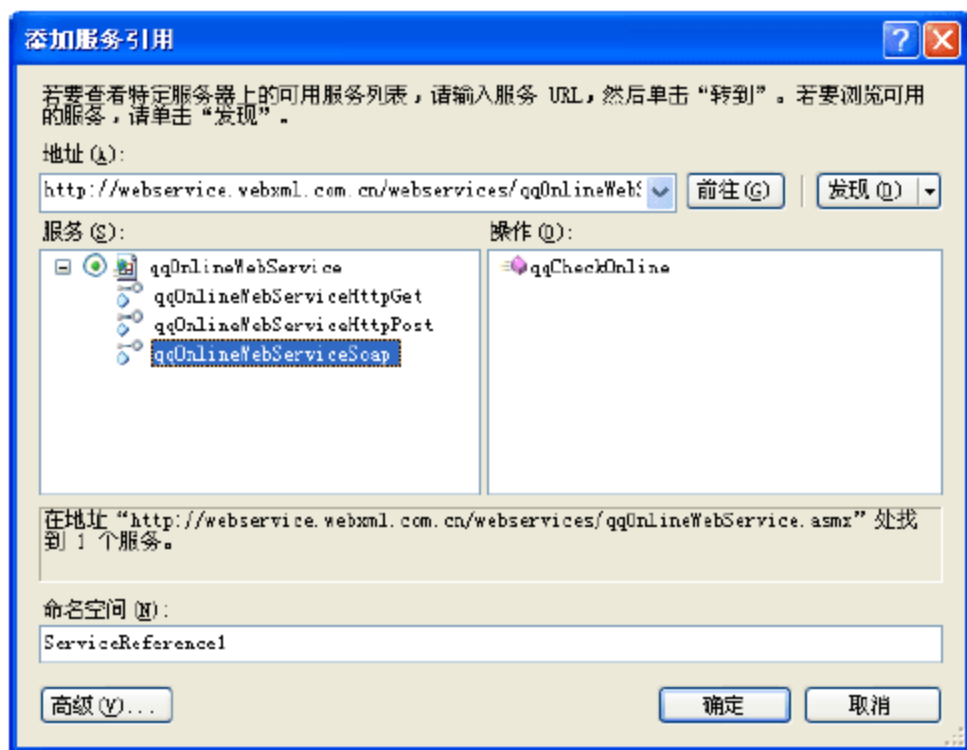 添加服务引用
若要查看特定服务器上的可用服务列表，请输入服务 URL，然后单击“转到”。若要浏览可用
的服务，请单击“发现”。
地址(A):
http://webservice.webxml.com.cn/webservices/qqOnlineWebS
前往(G)
发现(D)
服务(S):
操作(O):
qqOnlineWebService
qqCheckOnline
qqOnlineWebServiceHttpGet
qqOnlineWebServiceHttpPost
qqOnlineWebServiceSoap
在地址“http://webservice.webxml.com.cn/webservices/qqOnlineWebService.asmx”处找
到 1 个服务。
命名空间(N):
ServiceReference1
高级(V)...
确定
取消